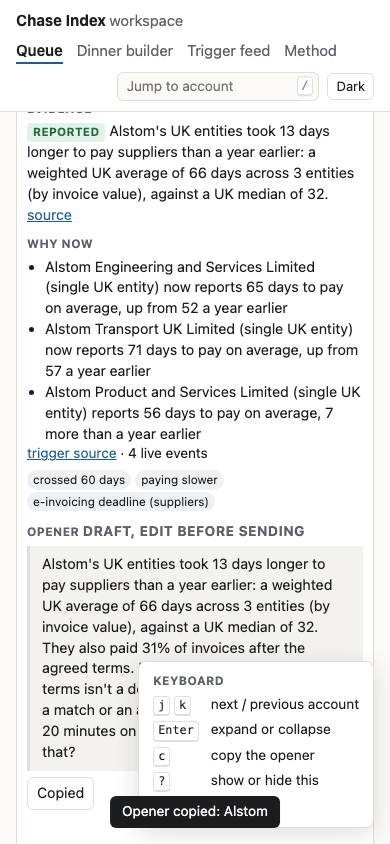 Chase Index workspace
Queue Dinner builder Trigger feed Method
Jump to account / Dark
REPORTED Alstom's UK entities took 13 days
longer to pay suppliers than a year earlier: a
weighted UK average of 66 days across 3 entities
(by invoice value), against a UK median of 32.
source
WHY NOW
• Alstom Engineering and Services Limited
(single UK entity) now reports 65 days to pay
on average, up from 52 a year earlier
• Alstom Transport UK Limited (single UK entity)
now reports 71 days to pay on average, up from
57 a year earlier
• Alstom Product and Services Limited (single UK
entity) reports 56 days to pay on average, 7
more than a year earlier
trigger source · 4 live events
crossed 60 days paying slower
e-invoicing deadline (suppliers)
OPENER DRAFT, EDIT BEFORE SENDING
Alstom's UK entities took 13 days longer to
pay suppliers than a year earlier: a weighted
UK average of 66 days across 3 entities (by
invoice value), against a UK median of 32.
They also paid 31% of invoices after the
agreed terms.
terms isn't a
a match or an
20 minutes on
that?
KEYBOARD
j k next / previous account
Enter expand or collapse
c copy the opener
? show or hide this
Copied
Opener copied: Alstom